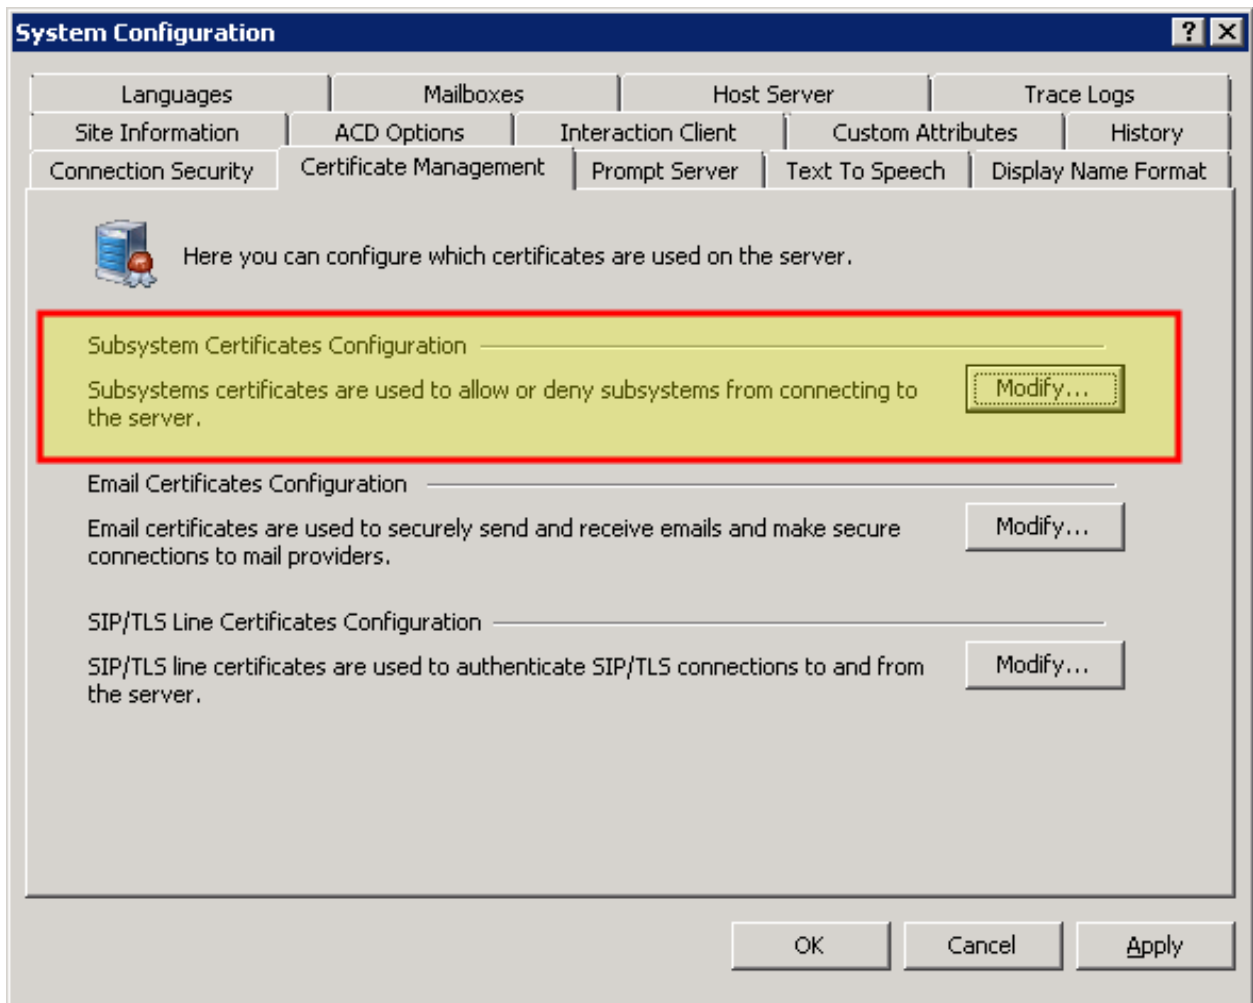 System Configuration
Languages
Mailboxes
Host Server
Trace Logs
Site Information
ACD Options
Interaction Client
Custom Attributes
History
Connection Security
Certificate Management
Prompt Server
Text To Speech
Display Name Format
Here you can configure which certificates are used on the server.
Subsystem Certificates Configuration
Subsystems certificates are used to allow or deny subsystems from connecting to
the server.
Modify...
Email Certificates Configuration
Email certificates are used to securely send and receive emails and make secure
connections to mail providers.
Modify...
SIP/TLS Line Certificates Configuration
SIP/TLS line certificates are used to authenticate SIP/TLS connections to and from
the server.
Modify...
OK
Cancel
Apply